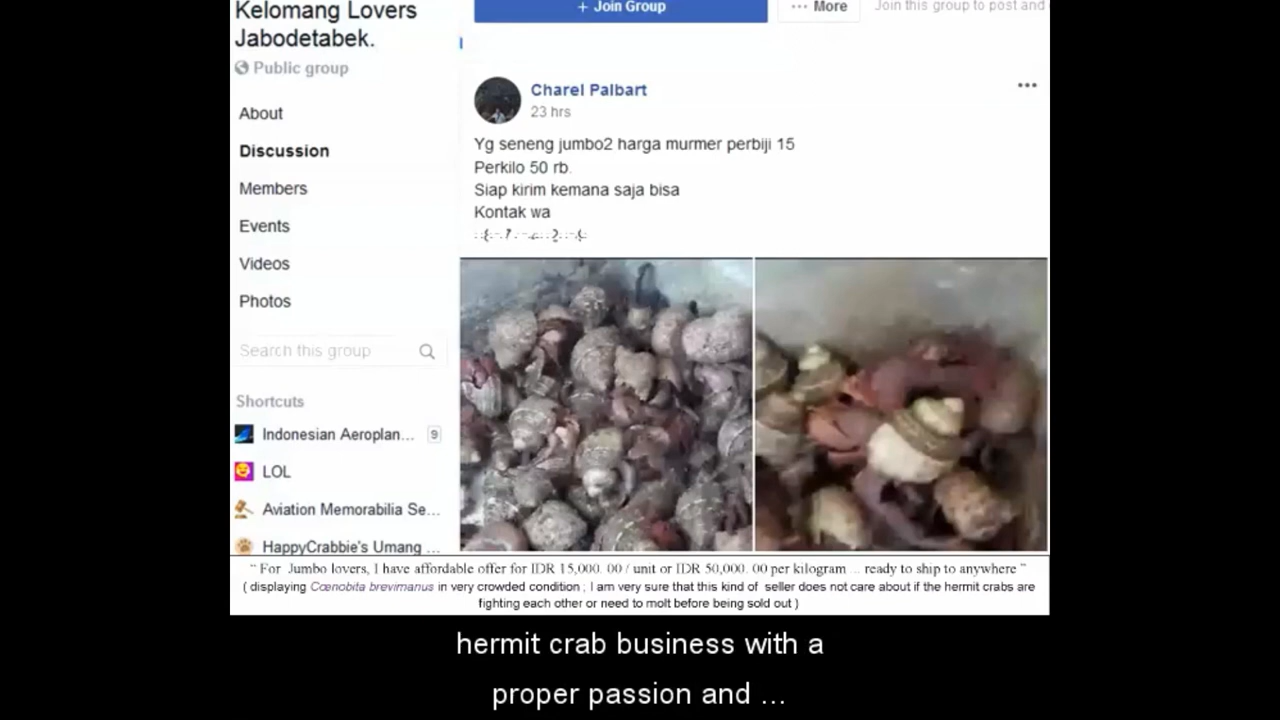 Kelomang Lovers
Jabodetabek.
Public group
About
Discussion
Members
Events
Videos
Photos
Search this group
Shortcuts
Indonesian Aeroplan... 9
LOL
Aviation Memorabilia Se...
HappyCrabbie's Umang ...
+ Join Group
... More
Join this group to post and
Charel Palbart
23 hrs
Yg seneng jumbo2 harga murmer perbiji 15
Perkilo 50 rb.
Siap kirim kemana saja bisa
Kontak wa
" For Jumbo lovers, I have affordable offer for IDR 15,000. 00 / unit or IDR 50,000. 00 per kilogram ... ready to ship to anywhere "
( displaying Cœnobita brevimanus in very crowded condition ; I am very sure that this kind of seller does not care about if the hermit crabs are
fighting each other or need to molt before being sold out )
hermit crab business with a
proper passion and ...